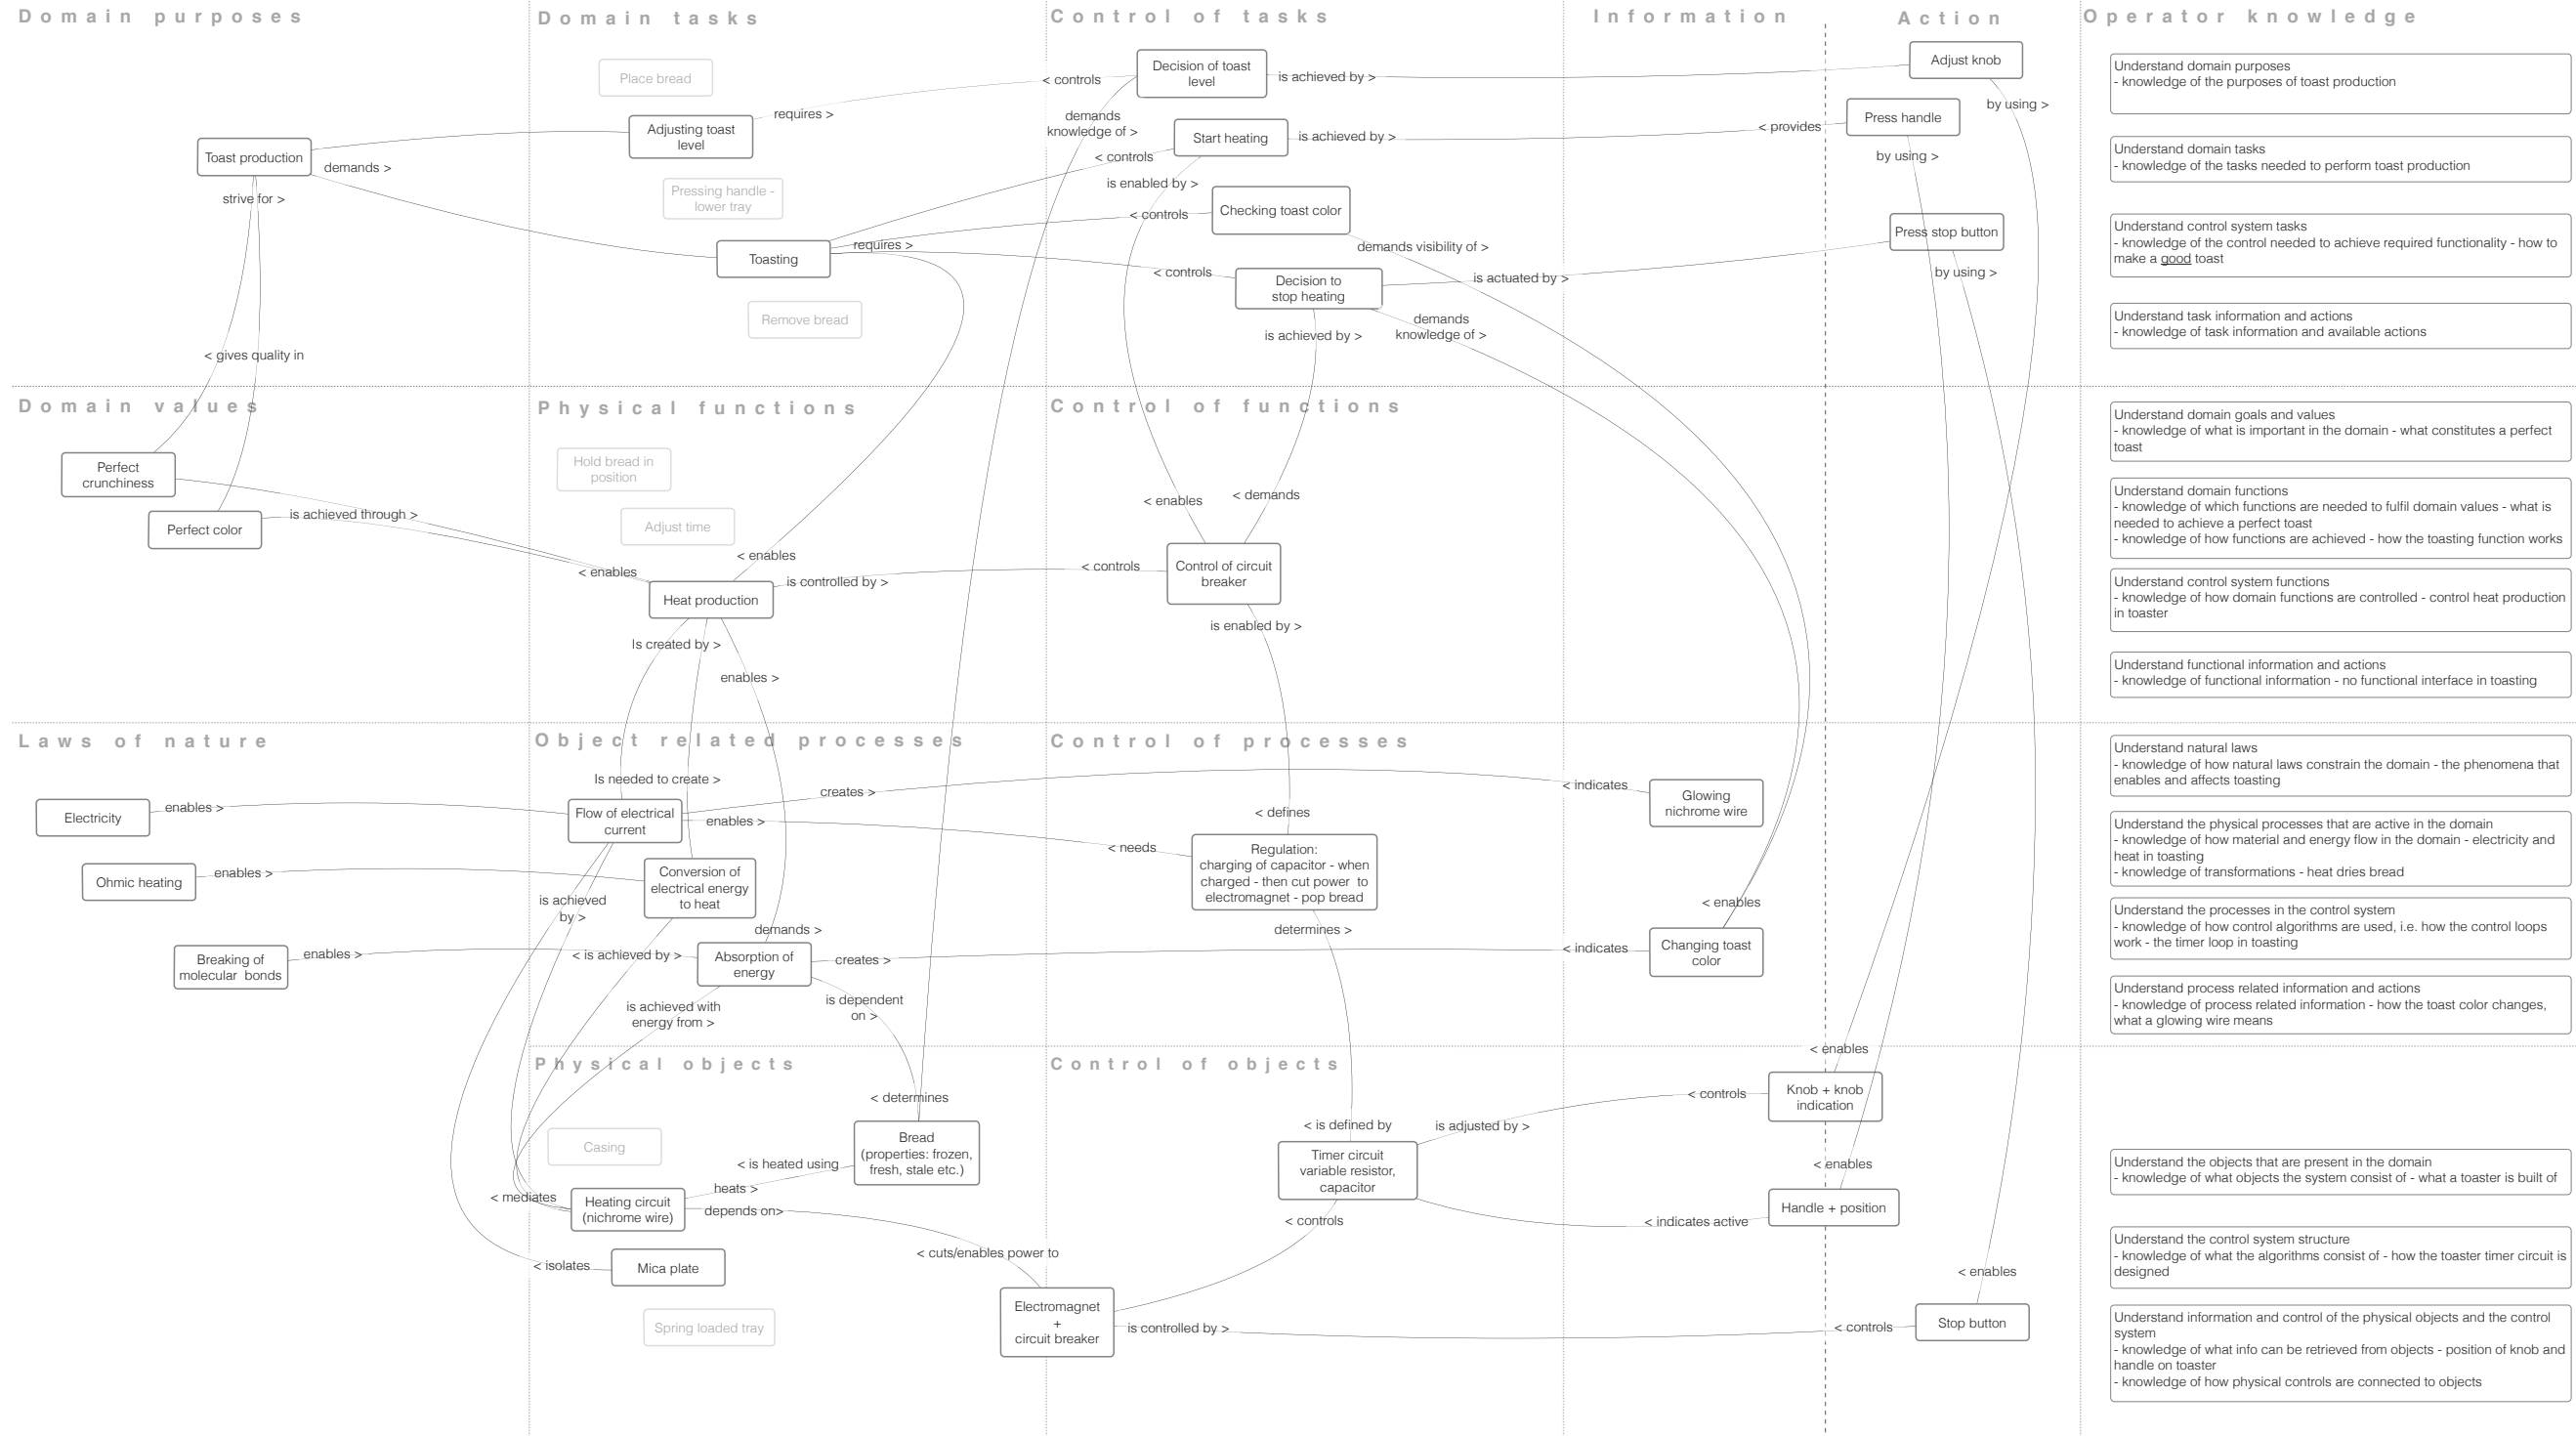 Domain purposes
Domain tasks
Control of tasks
Information
Action
Operator knowledge
Place bread
Adjusting toast
level
Toast production
demands >
strive for >
< gives quality in
Pressing handle -
lower tray
Toasting
Remove bread
requires >
requires >
< controls
Decision of toast
level
is achieved by >
demands
knowledge of >
< controls
Start heating
is achieved by >
is enabled by >
< controls
Checking toast color
demands visibility of >
< controls
Decision to
stop heating
is actuated by >
is achieved by >
demands
knowledge of >
Adjust knob
by using >
< provides
Press handle
by using >
Press stop button
by using >
Understand domain purposes
- knowledge of the purposes of toast production
Understand domain tasks
- knowledge of the tasks needed to perform toast production
Understand control system tasks
- knowledge of the control needed to achieve required functionality - how to
make a good toast
Understand task information and actions
- knowledge of task information and available actions
Domain values
Physical functions
Control of functions
Perfect
crunchiness
Perfect color
is achieved through >
Hold bread in
position
Adjust time
< enables
< enables
Heat production
is controlled by >
Is created by >
enables >
< enables
< demands
< controls
Control of circuit
breaker
is enabled by >
Understand domain goals and values
- knowledge of what is important in the domain - what constitutes a perfect
toast
Understand domain functions
- knowledge of which functions are needed to fulfil domain values - what is
needed to achieve a perfect toast
- knowledge of how functions are achieved - how the toasting function works
Understand control system functions
- knowledge of how domain functions are controlled - control heat production
in toaster
Understand functional information and actions
- knowledge of functional information - no functional interface in toasting
Laws of nature
Object related processes
Control of processes
Electricity
enables >
Ohmic heating
enables >
Breaking of
molecular bonds
enables >
Is needed to create >
Flow of electrical
current
creates >
enables >
Conversion of
electrical energy
to heat
is achieved
by >
demands >
< is achieved by >
Absorption of
energy
creates >
is achieved with
energy from >
is dependent
on >
< defines
< needs
Regulation:
charging of capacitor - when
charged - then cut power to
electromagnet - pop bread
determines >
< indicates
Glowing
nichrome wire
< enables
< indicates
Changing toast
color
Understand natural laws
- knowledge of how natural laws constrain the domain - the phenomena that
enables and affects toasting
Understand the physical processes that are active in the domain
- knowledge of how material and energy flow in the domain - electricity and
heat in toasting
- knowledge of transformations - heat dries bread
Understand the processes in the control system
- knowledge of how control algorithms are used, i.e. how the control loops
work - the timer loop in toasting
Understand process related information and actions
- knowledge of process related information - how the toast color changes,
what a glowing wire means
Physical objects
Control of objects
Casing
< determines
Bread
(properties: frozen,
fresh, stale etc.)
< is heated using
heats >
< mediates
Heating circuit
(nichrome wire)
depends on>
< cuts/enables power to
< isolates
Mica plate
Spring loaded tray
Electromagnet
+
circuit breaker
is controlled by >
< is defined by
is adjusted by >
Timer circuit
variable resistor,
capacitor
< controls
< enables
< controls
Knob + knob
indication
< enables
Handle + position
< indicates active
< enables
< controls
Stop button
Understand the objects that are present in the domain
- knowledge of what objects the system consist of - what a toaster is built of
Understand the control system structure
- knowledge of what the algorithms consist of - how the toaster timer circuit is
designed
Understand information and control of the physical objects and the control
system
- knowledge of what info can be retrieved from objects - position of knob and
handle on toaster
- knowledge of how physical controls are connected to objects